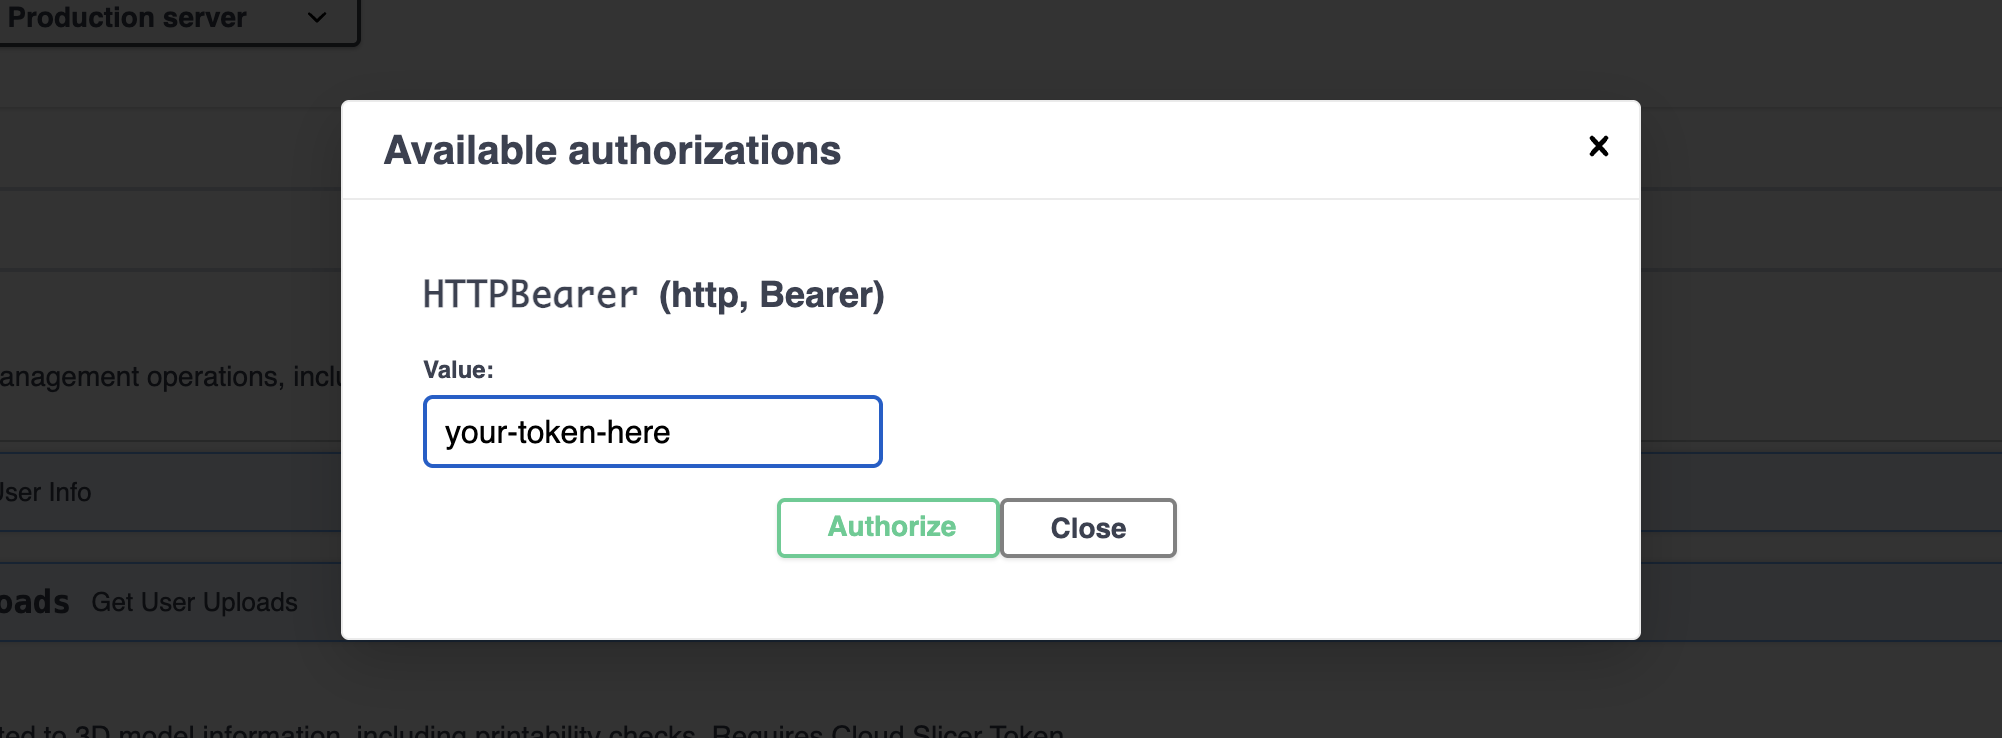 Production server
Available authorizations
HTTPBearer (http, Bearer)
anagement operations, incl
Value:
your-token-here
User Info
Authorize
Close
oads Get User Uploads
ted to 3D model information, including printability checks. Requires Cloud Slicer Token